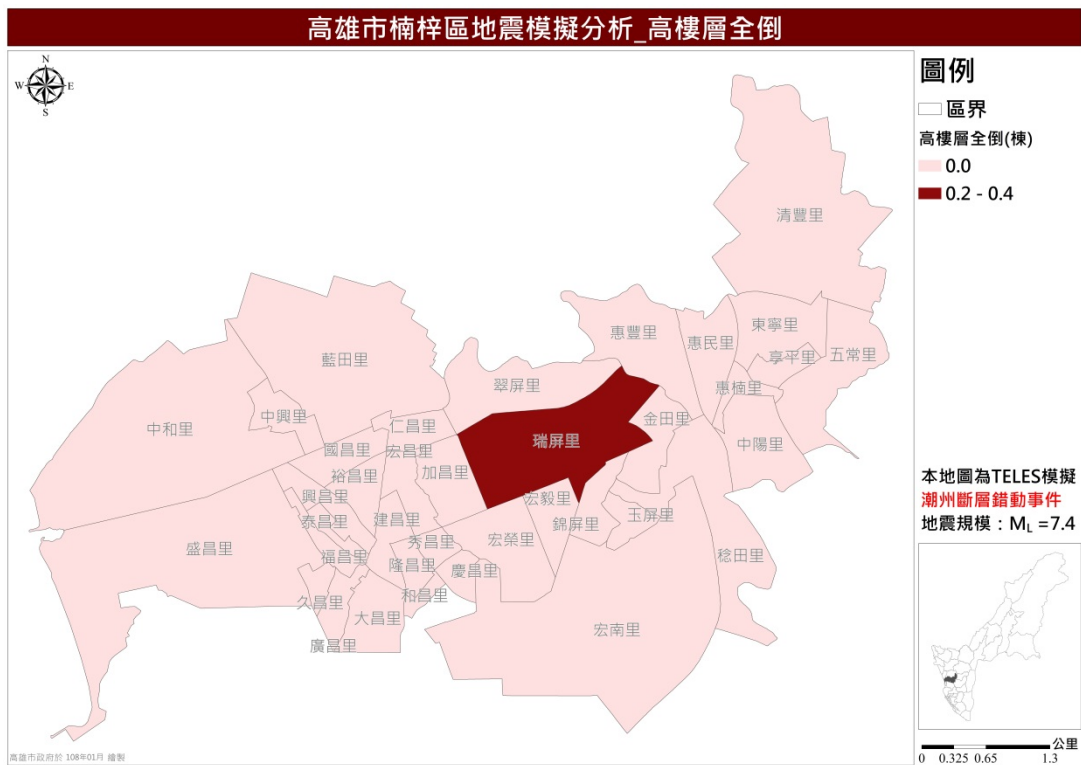 高雄市楠梓區地震模擬分析_高樓層全倒
N
W
E
S
圖例
區界
高樓層全倒(棟)
0.0
0.2 - 0.4
清豐里
惠豐里
惠民里
東寧里
享平里
五常里
藍田里
翠屏里
惠楠里
金田里
中陽里
中和里
中興里
仁昌里
國昌里
宏昌里
瑞屏里
裕昌里
加昌里
興昌里
宏毅里
泰昌里
建昌里
錦屏里
玉屏里
盛昌里
福昌里
秀昌里
宏榮里
稔田里
隆昌里
慶昌里
久昌里
和昌里
大昌里
宏南里
廣昌里
本地圖為TELES模擬
潮州斷層錯動事件
地震規模：ML =7.4
公里
0 0.325 0.65 1.3
高雄市政府於 108年01月 繪製